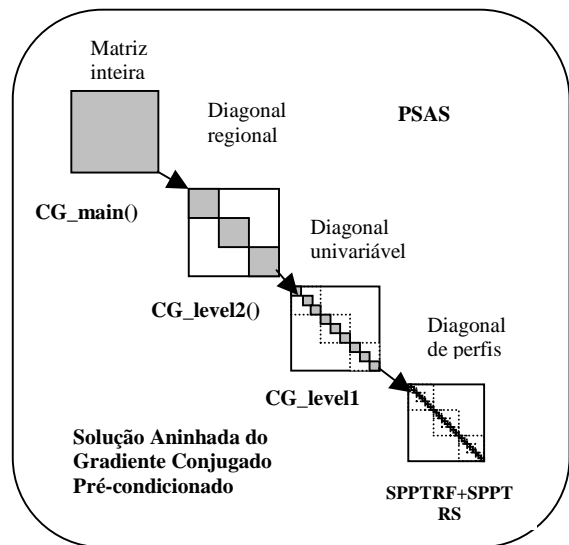 Matriz
inteira
Diagonal
regional
PSAS
CG_main()
Diagonal
univariável
CG_level2()
Diagonal
de perfis
CG_level1
Solução Aninhada do
Gradiente Conjugado
Pré-condicionado
SPPTRF+SPPT
RS